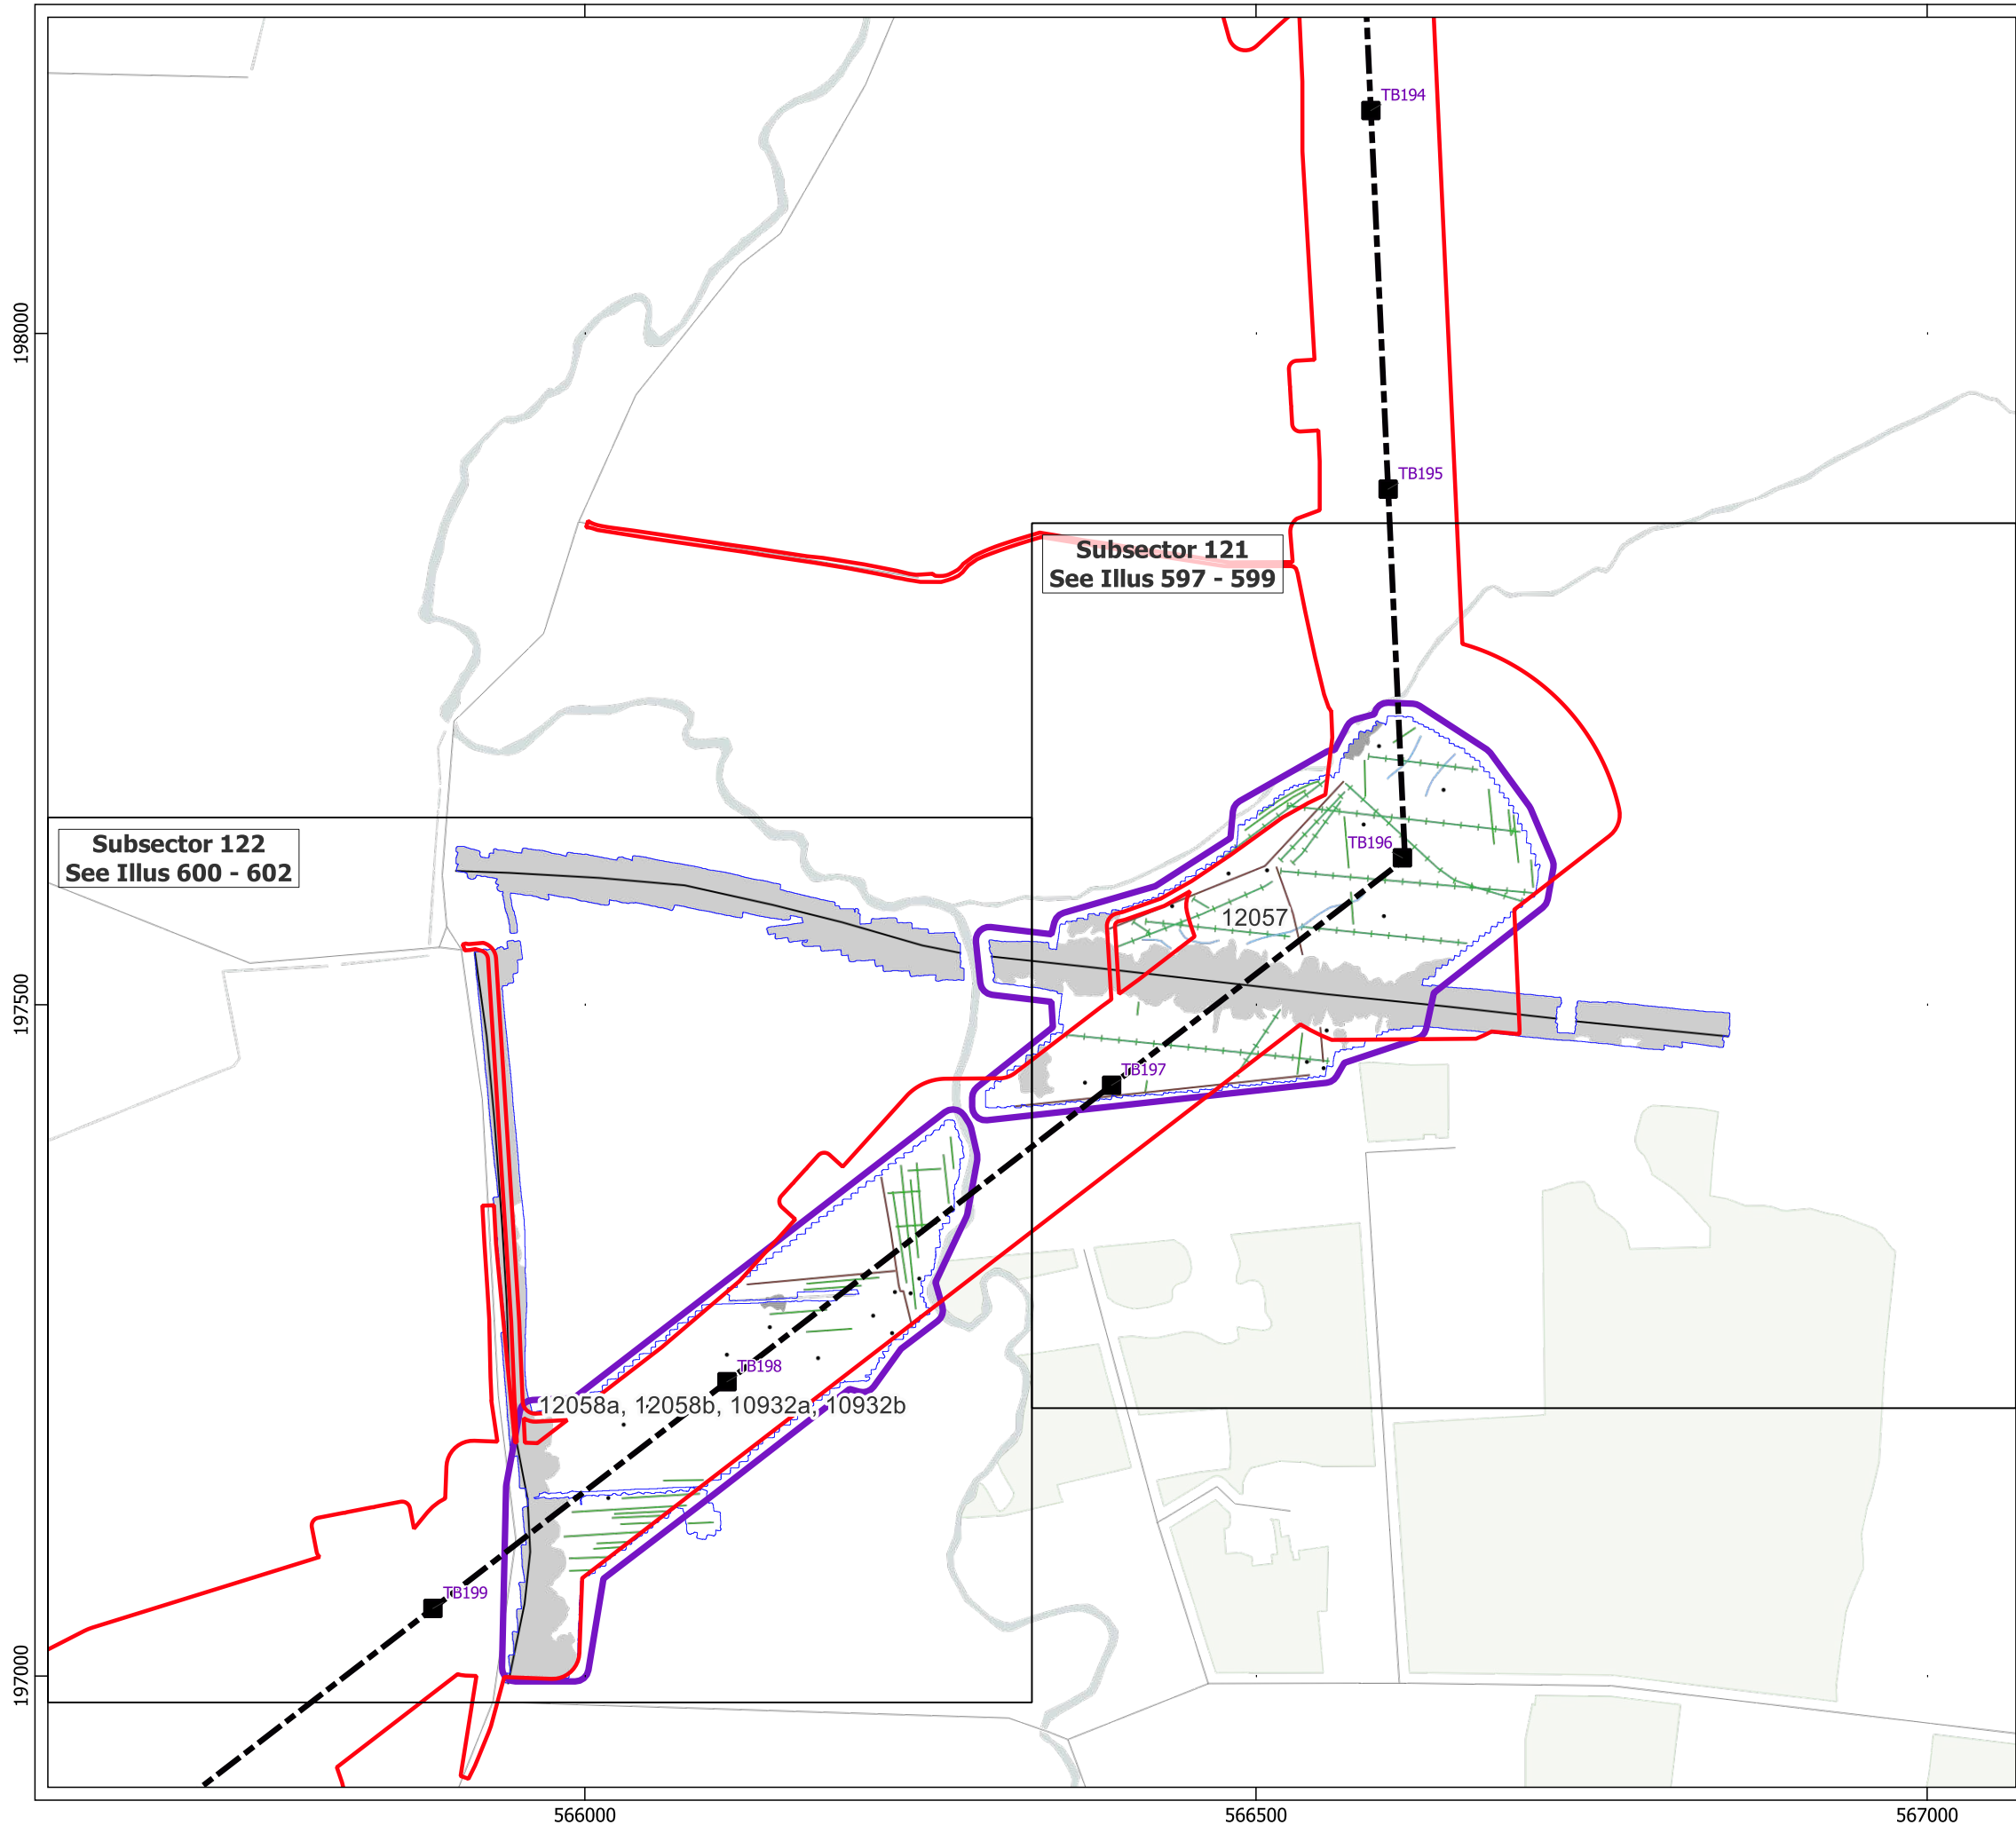 TB194
198000
TB195
Subsector 121
See Illus 597 - 599
Subsector 122
See Illus 600 - 602
TB196
12057
197500
TB197
TB198
12058a, 12058b, 10932a, 10932b
TB199
197000
566000
566500
567000